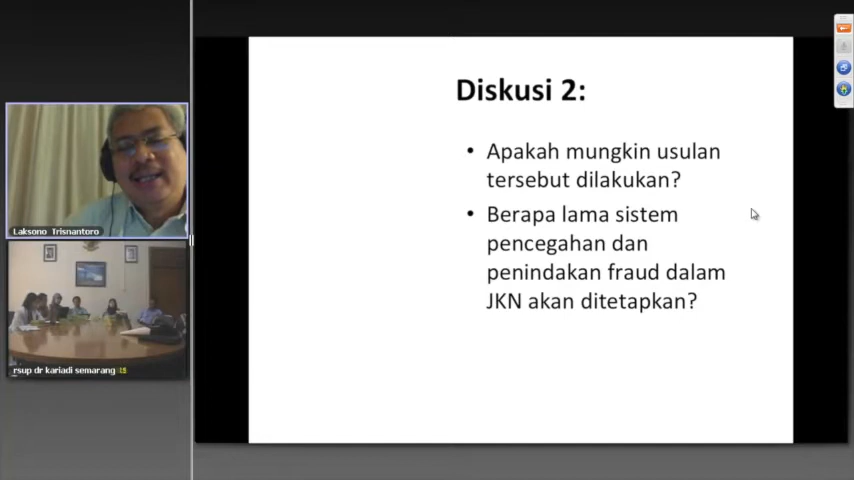 Diskusi 2:
• Apakah mungkin usulan
tersebut dilakukan?
• Berapa lama sistem
pencegahan dan
penindakan fraud dalam
JKN akan ditetapkan?
Laksono Trisnantoro
rsup dr kariadi semarang